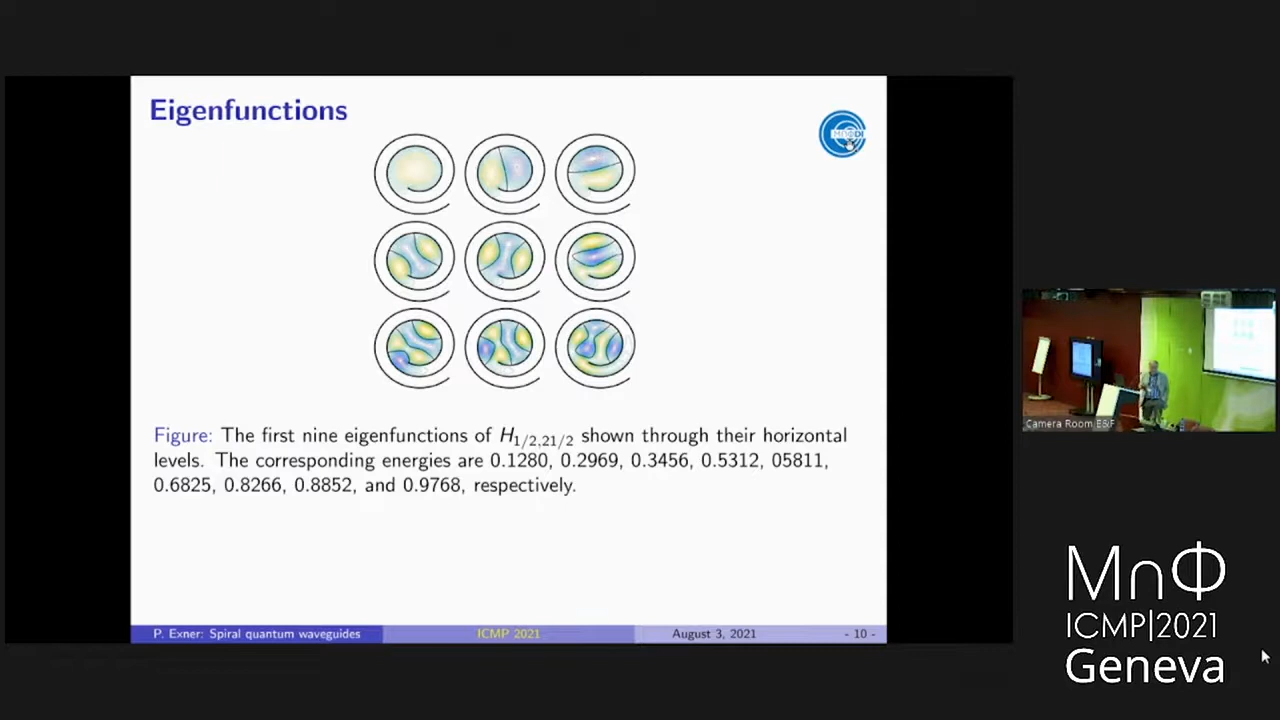 Eigenfunctions
Figure: The first nine eigenfunctions of H1/2,21/2 shown through their horizontal
levels. The corresponding energies are 0.1280, 0.2969, 0.3456, 0.5312, 05811,
0.6825, 0.8266, 0.8852, and 0.9768, respectively.
P. Exner: Spiral quantum waveguides
ICMP 2021
August 3, 2021
- 10 -
Camera Room B&F
M∩Φ
ICMP|2021
Geneva